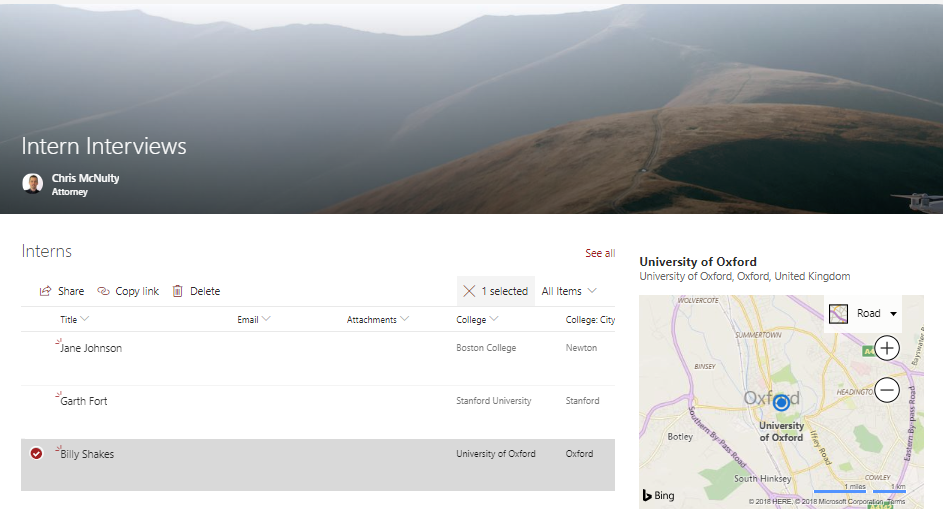 Intern Interviews
Chris McNulty
Attorney
Interns
See all
Share Copy link Delete
1 selected All Items
Title Email Attachments College College: City
Jane Johnson Boston College Newton
Garth Fort Stanford University Stanford
Billy Shakes University of Oxford Oxford
University of Oxford
University of Oxford, Oxford, United Kingdom
WOLVERCOTE
Road
SUMMERTOWN
BINSEY
HEADINGTO
Oxford
University
of Oxford
Botley
Southern By-Pass Road
Iffley Road
Eastern By-pass Road
South Hinksey
COWLEY
1 miles 1 km
Bing
© 2018 HERE, © 2018 Microsoft Corporation Terms